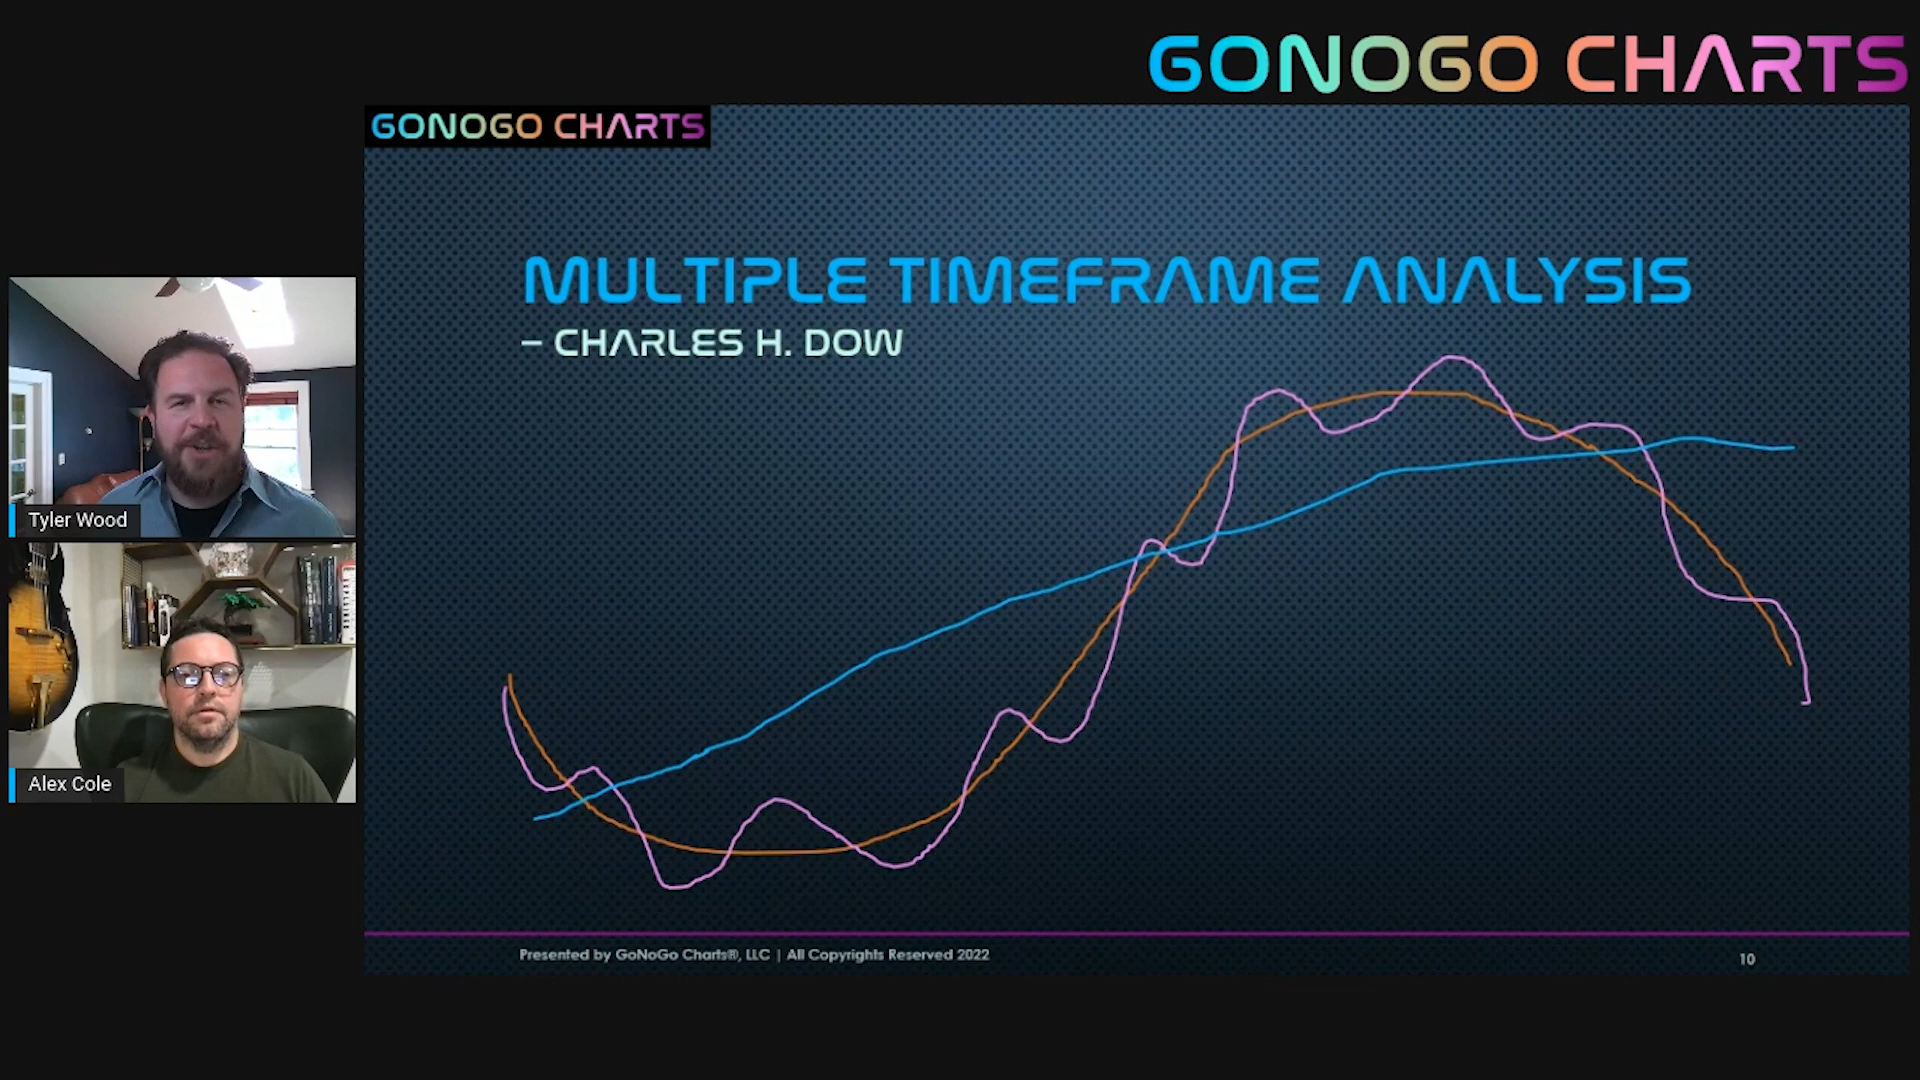 GONOGO CHARTS
GONOGO CHARTS
MULTIPLE TIMEFRAME ANALYSIS
– CHARLES H. DOW
Tyler Wood
Alex Cole
Presented by GoNoGo Charts®, LLC | All Copyrights Reserved 2022
10